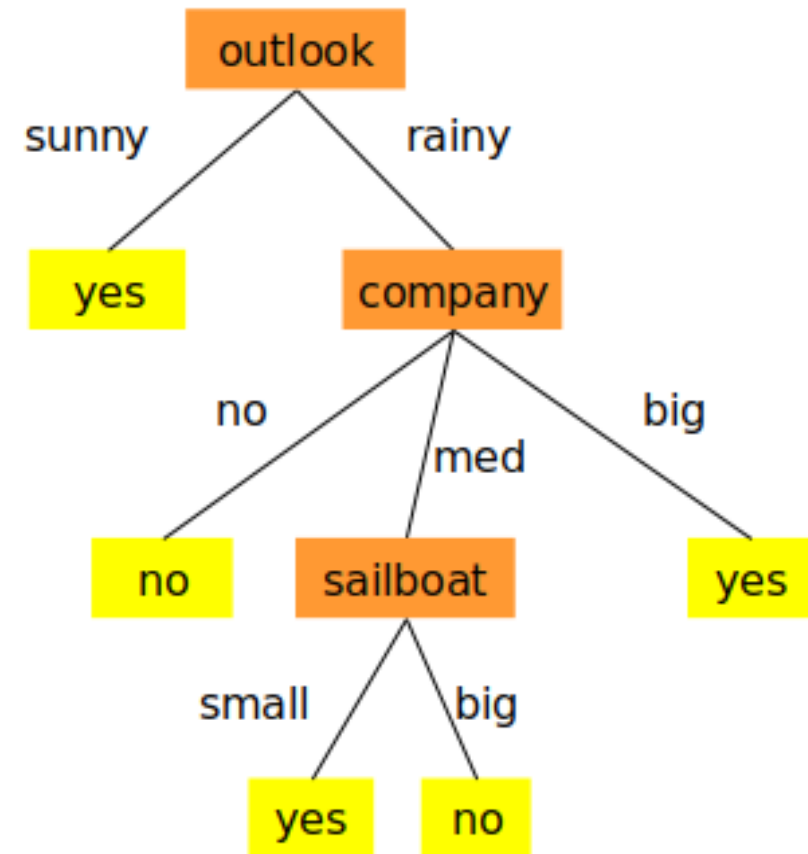 outlook
sunny
rainy
yes
company
no
big
med
no
sailboat
yes
small
big
yes
no